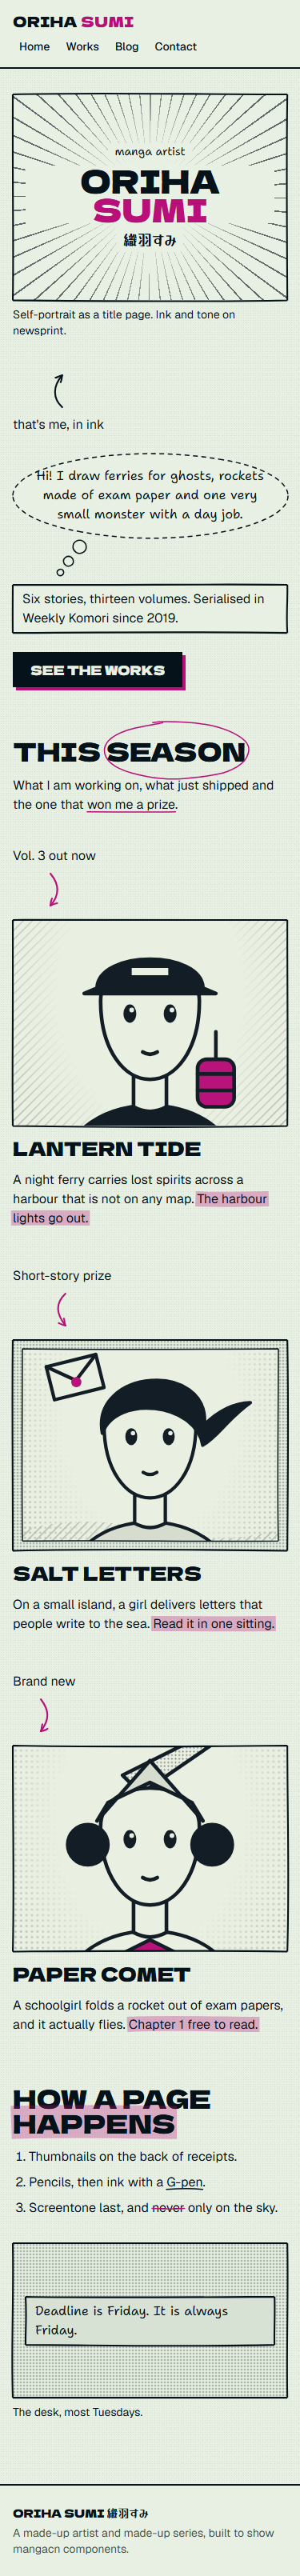 ORIHA SUMI
Home Works Blog Contact
manga artist
ORIHA
SUMI
織羽すみ
Self-portrait as a title page. Ink and tone on
newsprint.
that's me, in ink
Hi! I draw ferries for ghosts, rockets
made of exam paper and one very
small monster with a day job.
Six stories, thirteen volumes. Serialised in
Weekly Komori since 2019.
SEE THE WORKS
THIS SEASON
What I am working on, what just shipped and
the one that won me a prize.
Vol. 3 out now
LANTERN TIDE
A night ferry carries lost spirits across a
harbour that is not on any map. The harbour
lights go out.
Short-story prize
SALT LETTERS
On a small island, a girl delivers letters that
people write to the sea. Read it in one sitting.
Brand new
PAPER COMET
A schoolgirl folds a rocket out of exam papers,
and it actually flies. Chapter 1 free to read.
HOW A PAGE
HAPPENS
1. Thumbnails on the back of receipts.
2. Pencils, then ink with a G-pen.
3. Screentone last, and never only on the sky.
Deadline is Friday. It is always
Friday.
The desk, most Tuesdays.
ORIHA SUMI 織羽すみ
A made-up artist and made-up series, built to show
mangacn components.